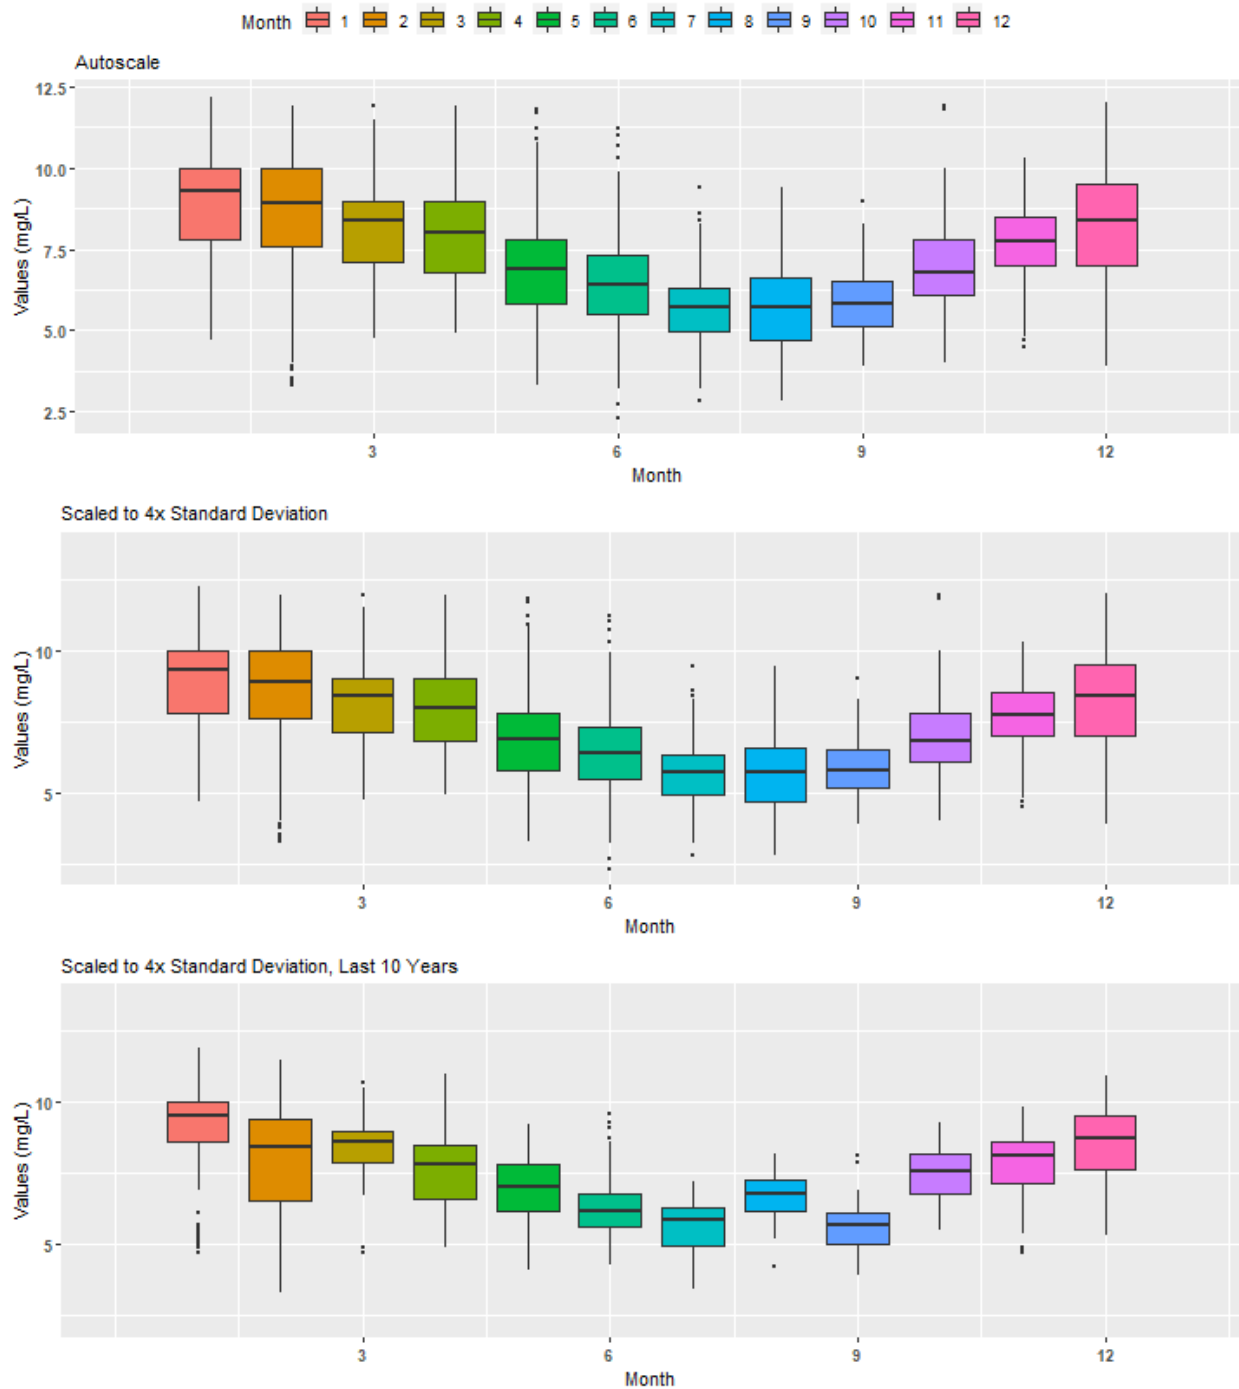 Month 1 2 3 4 5 6 7 8 9 10 11 12
Autoscale
Values (mg/L)
12.5
10.0
7.5
5.0
2.5
3 6 9 12
Month
Scaled to 4x Standard Deviation
Values (mg/L)
10
5
3 6 9 12
Month
Scaled to 4x Standard Deviation, Last 10 Years
Values (mg/L)
10
5
3 6 9 12
Month